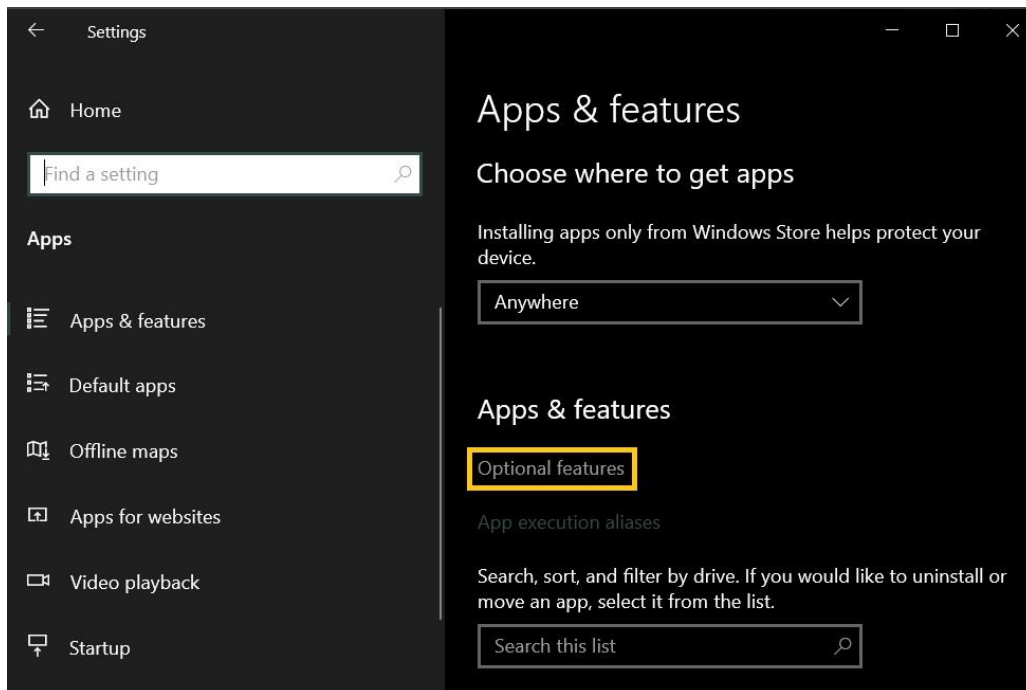 Settings
Home
Find a setting
Apps
Apps & features
Default apps
Offline maps
Apps for websites
Video playback
Startup
Apps & features
Choose where to get apps
Installing apps only from Windows Store helps protect your
device.
Anywhere
Apps & features
Optional features
App execution aliases
Search, sort, and filter by drive. If you would like to uninstall or
move an app, select it from the list.
Search this list